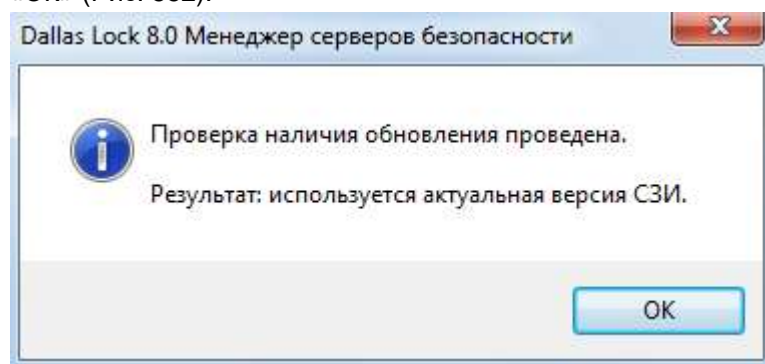 Dallas Lock 8.0 Менеджер серверов безопасности
Проверка наличия обновления проведена.
Результат: используется актуальная версия СЗИ.
OK